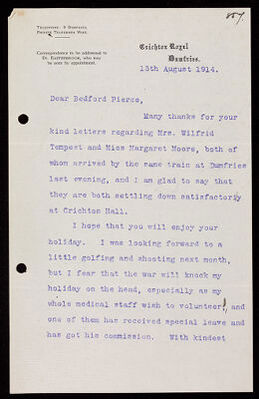 857.
TELEPHONE: 3 DUMFRIES.
PRIVATE TELEGRAPH WIRE.
Correspondence to be addressed to
Dr. EASTERBROOK, who may
be seen by appointment.
Crichton Royal
Dumfries.
13th August 1914.
Dear Bedford Pierce,
Many thanks for your
kind letters regarding Mrs. Wilfrid
Tempest and Miss Margaret Moore, both of
whom arrived by the same train at Dumfries
last evening, and I am glad to say that
they are both settling down satisfactorily
at Crichton Hall.
I hope that you will enjoy your
holiday. I was looking forward to a
little golfing and shooting next month,
but I fear that the war will knock my
holiday on the head, especially as my
whole medical staff wish to volunteer, and
one of them has received special leave and
has got his commission. With kindest